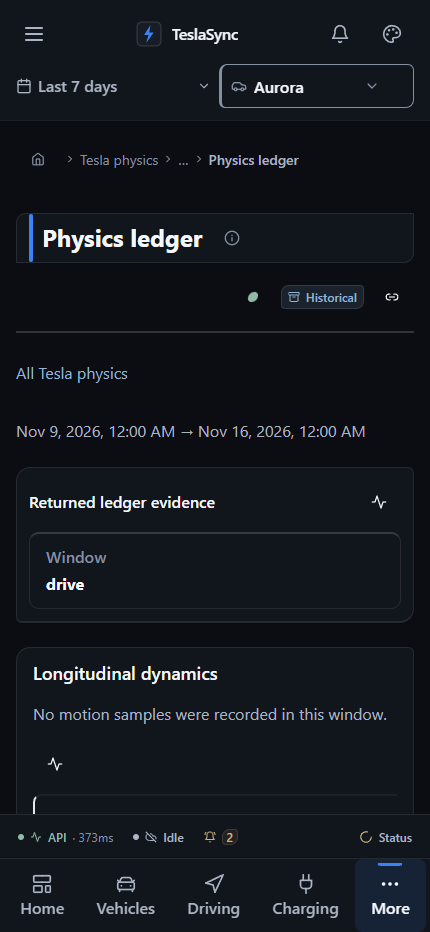 TeslaSync
Last 7 days
Aurora
Tesla physics
...
Physics ledger
Physics ledger
Historical
All Tesla physics
Nov 9, 2026, 12:00 AM → Nov 16, 2026, 12:00 AM
Returned ledger evidence
Window
drive
Longitudinal dynamics
No motion samples were recorded in this window.
API · 373ms
Idle
2
Status
Home
Vehicles
Driving
Charging
More